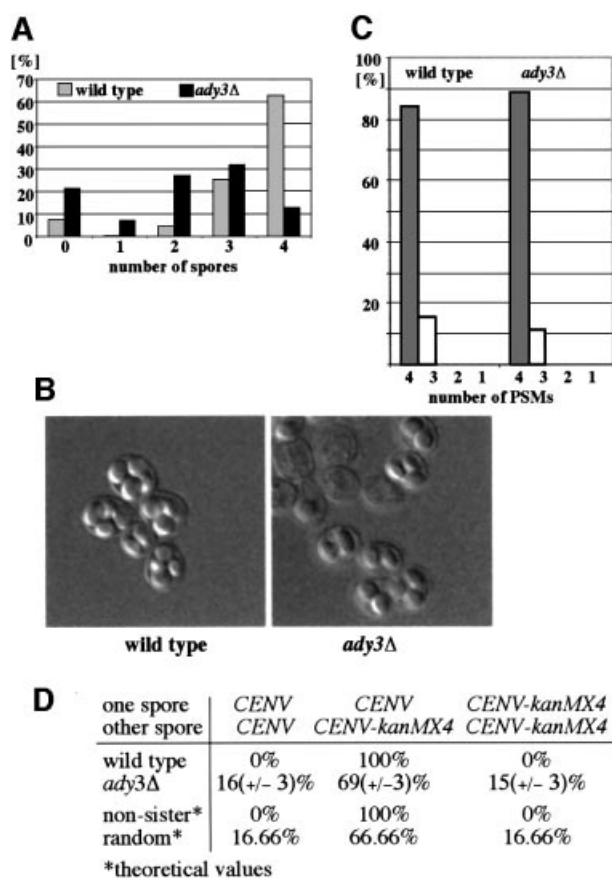 A
[%]
wild type ady3Δ
70
60
50
40
30
20
10
0
0 1 2 3 4
number of spores
C
100
[%]
wild type ady3Δ
80
60
40
20
4 3 2 1 4 3 2 1
number of PSMs
B
wild type ady3Δ
D
one spore CENV CENV CENV-kanMX4
other spore CENV CENV-kanMX4 CENV-kanMX4
wild type 0% 100% 0%
ady3Δ 16(+/− 3)% 69(+/−3)% 15(+/− 3)%
non-sister* 0% 100% 0%
random* 16.66% 66.66% 16.66%
*theoretical values